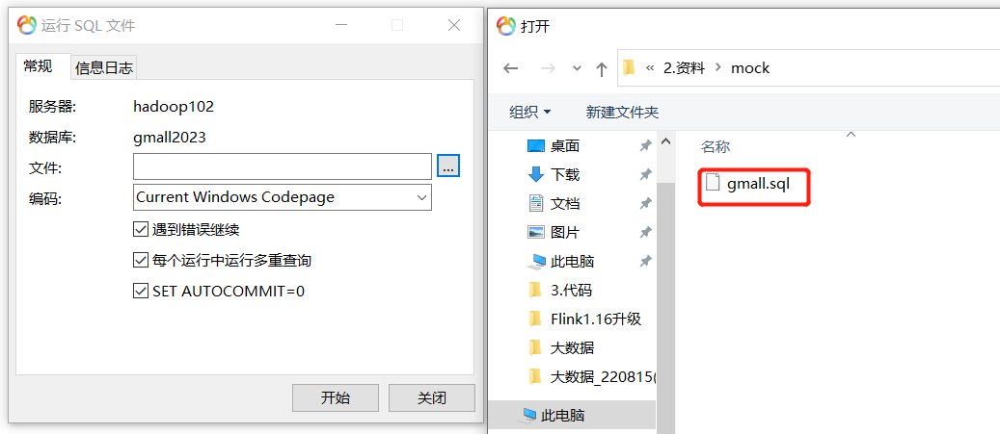 运行 SQL 文件
常规
信息日志
服务器:
hadoop102
数据库:
gmall2023
文件:
...
编码:
Current Windows Codepage
遇到错误继续
每个运行中运行多重查询
SET AUTOCOMMIT=0
开始
关闭
打开
« 2.资料 › mock
组织
新建文件夹
桌面
下载
文档
图片
此电脑
3.代码
Flink1.16升级
大数据
大数据_220815(
此电脑
名称
gmall.sql